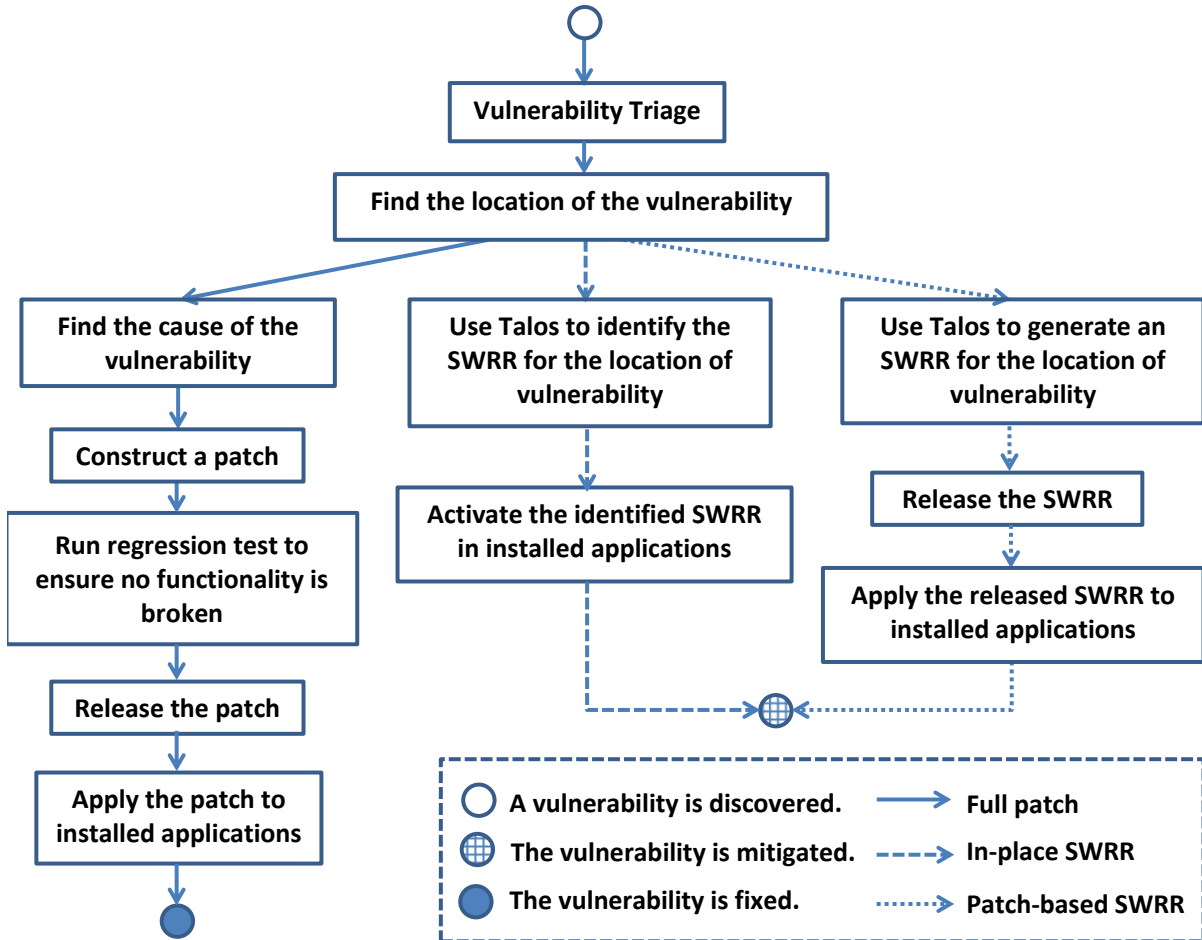 Vulnerability Triage
Find the location of the vulnerability
Find the cause of the
vulnerability
Construct a patch
Run regression test to
ensure no functionality is
broken
Release the patch
Apply the patch to
installed applications
Use Talos to identify the
SWRR for the location of
vulnerability
Activate the identified SWRR
in installed applications
Use Talos to generate an
SWRR for the location of
vulnerability
Release the SWRR
Apply the released SWRR to
installed applications
A vulnerability is discovered.
Full patch
The vulnerability is mitigated.
In-place SWRR
The vulnerability is fixed.
Patch-based SWRR